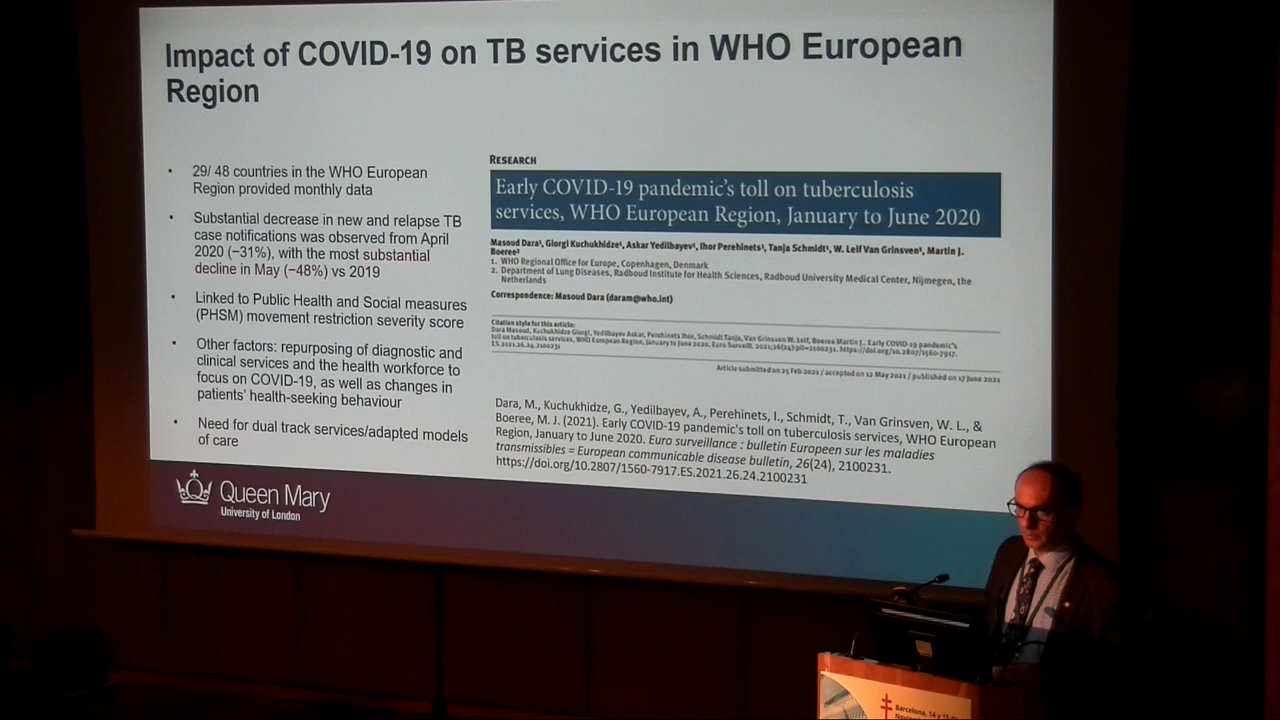 Impact of COVID-19 on TB services in WHO European
Region
• 29/ 48 countries in the WHO European
Region provided monthly data
• Substantial decrease in new and relapse TB
case notifications was observed from April
2020 (−31%), with the most substantial
decline in May (−48%) vs 2019
• Linked to Public Health and Social measures
(PHSM) movement restriction severity score
• Other factors: repurposing of diagnostic and
clinical services and the health workforce to
focus on COVID-19, as well as changes in
patients' health-seeking behaviour
• Need for dual track services/adapted models
of care
RESEARCH
Early COVID-19 pandemic's toll on tuberculosis
services, WHO European Region, January to June 2020
Masoud Dara¹, Giorgi Kuchukhidze¹, Askar Yedilbayev¹, Ihor Perehinets¹, Tanja Schmidt¹, W. Leif Van Grinsven¹, Martin J.
Boeree²
1. WHO Regional Office for Europe, Copenhagen, Denmark
2. Department of Lung Diseases, Radboud Institute for Health Sciences, Radboud University Medical Center, Nijmegen, the
Netherlands
Correspondence: Masoud Dara (daram@who.int)
Citation style for this article:
Dara Masoud, Kuchukhidze Giorgi, Yedilbayev Askar, Perehinets Ihor, Schmidt Tanja, Van Grinsven W. Leif, Boeree Martin J. Early COVID-19 pandemic's
toll on tuberculosis services, WHO European Region, January to June 2020. Euro Surveill. 2021;26(24):pii=2100231. https://doi.org/10.2807/1560-7917.
ES.2021.26.24.2100231
Article submitted on 25 Feb 2021 / accepted on 12 May 2021 / published on 17 June 2021
Dara, M., Kuchukhidze, G., Yedilbayev, A., Perehinets, I., Schmidt, T., Van Grinsven, W. L., &
Boeree, M. J. (2021). Early COVID-19 pandemic's toll on tuberculosis services, WHO European
Region, January to June 2020. Euro surveillance : bulletin Europeen sur les maladies
transmissibles = European communicable disease bulletin, 26(24), 2100231.
https://doi.org/10.2807/1560-7917.ES.2021.26.24.2100231
Queen Mary
University of London
Barcelona, 14 y 15 de